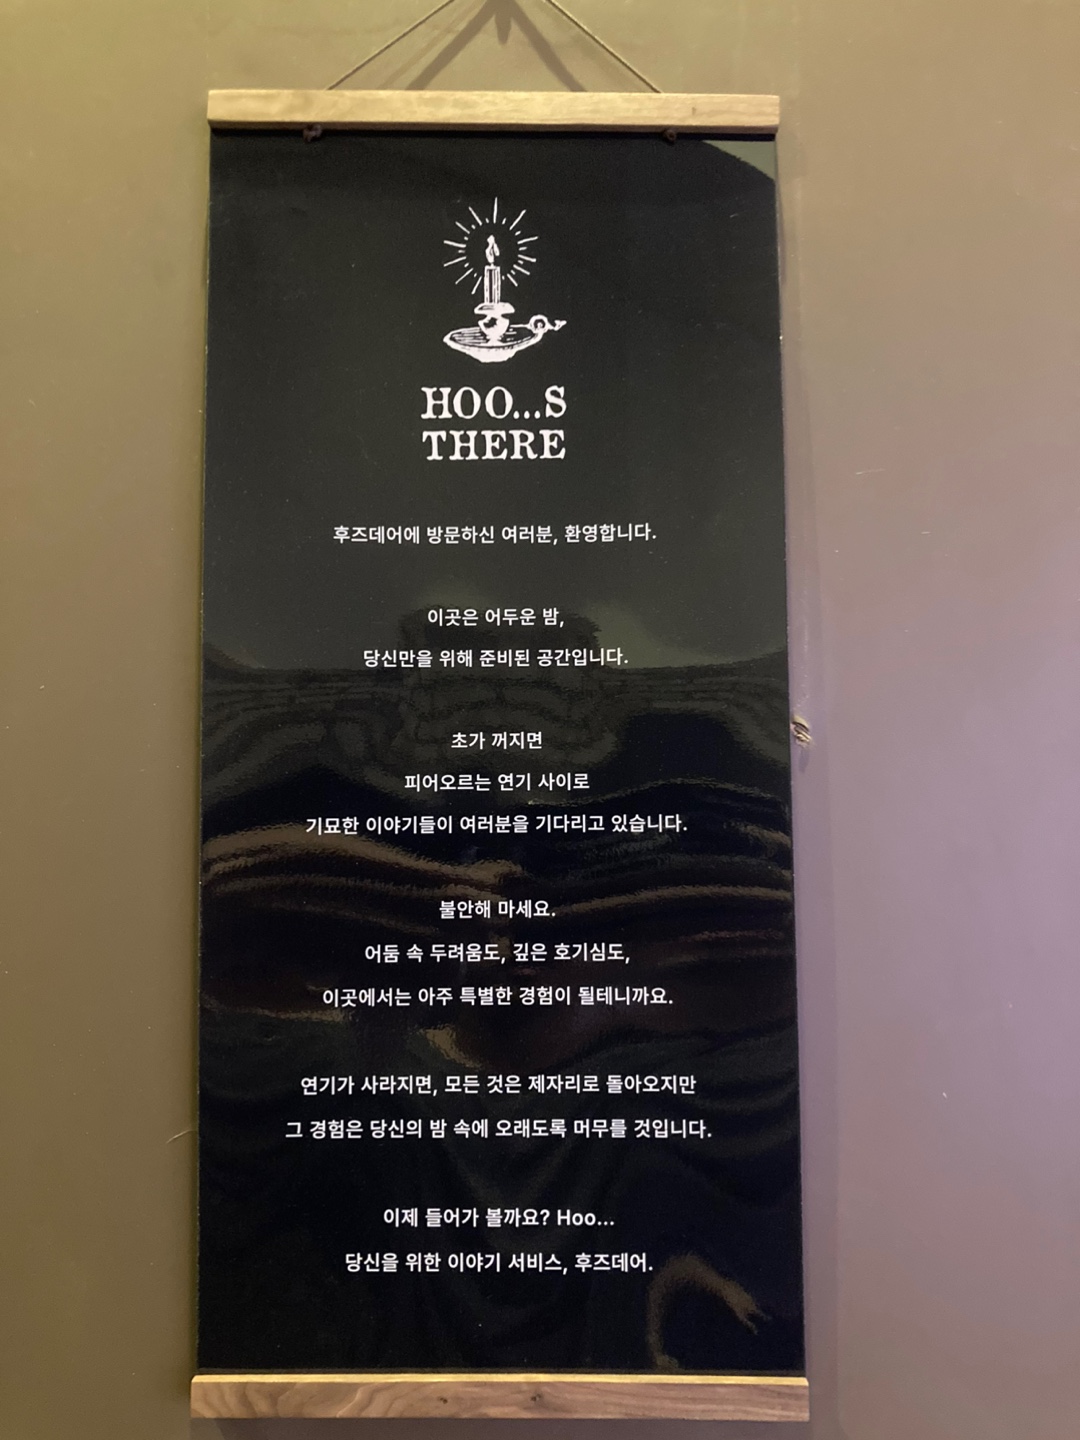 HOO...S
THERE
후즈데어에 방문하신 여러분, 환영합니다.
이곳은 어두운 밤,
당신만을 위해 준비된 공간입니다.
초가 꺼지면
피어오르는 연기 사이로
기묘한 이야기들이 여러분을 기다리고 있습니다.
불안해 마세요.
어둠 속 두려움도, 깊은 호기심도,
이곳에서는 아주 특별한 경험이 될테니까요.
연기가 사라지면, 모든 것은 제자리로 돌아오지만
그 경험은 당신의 밤 속에 오래도록 머무를 것입니다.
이제 들어가 볼까요? Hoo...
당신을 위한 이야기 서비스, 후즈데어.